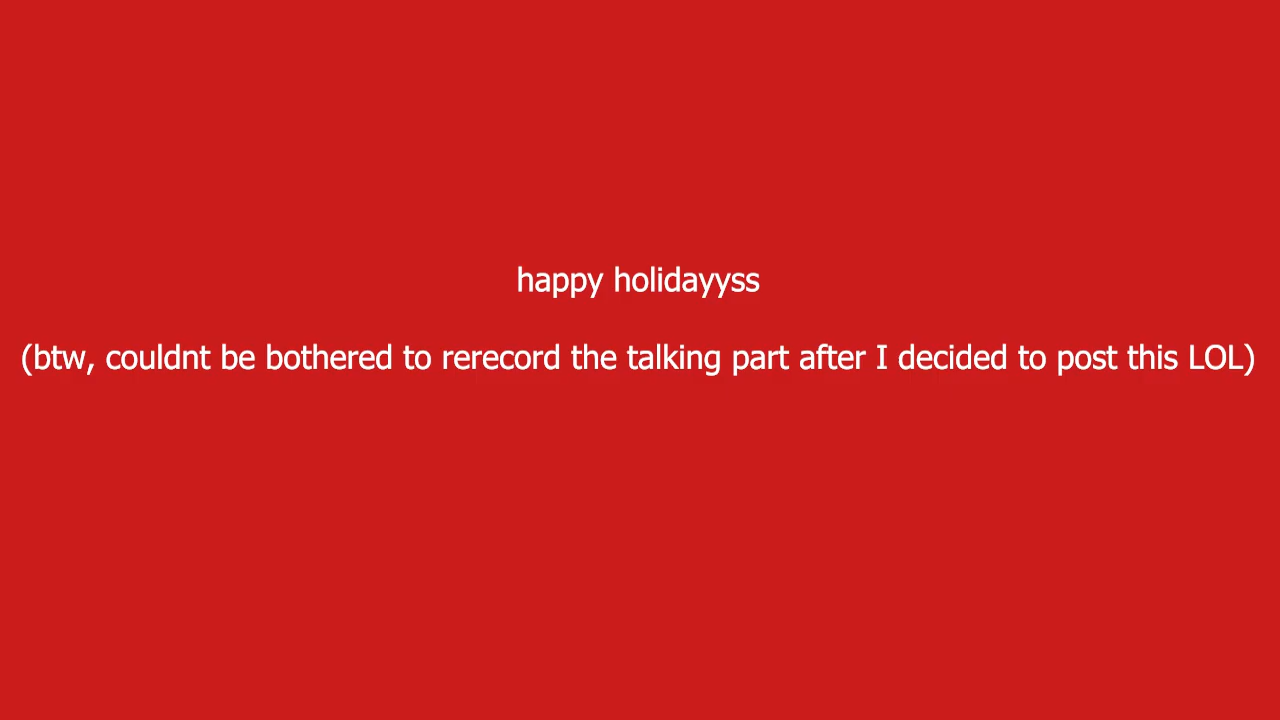 happy holidayyss
(btw, couldnt be bothered to rerecord the talking part after I decided to post this LOL)